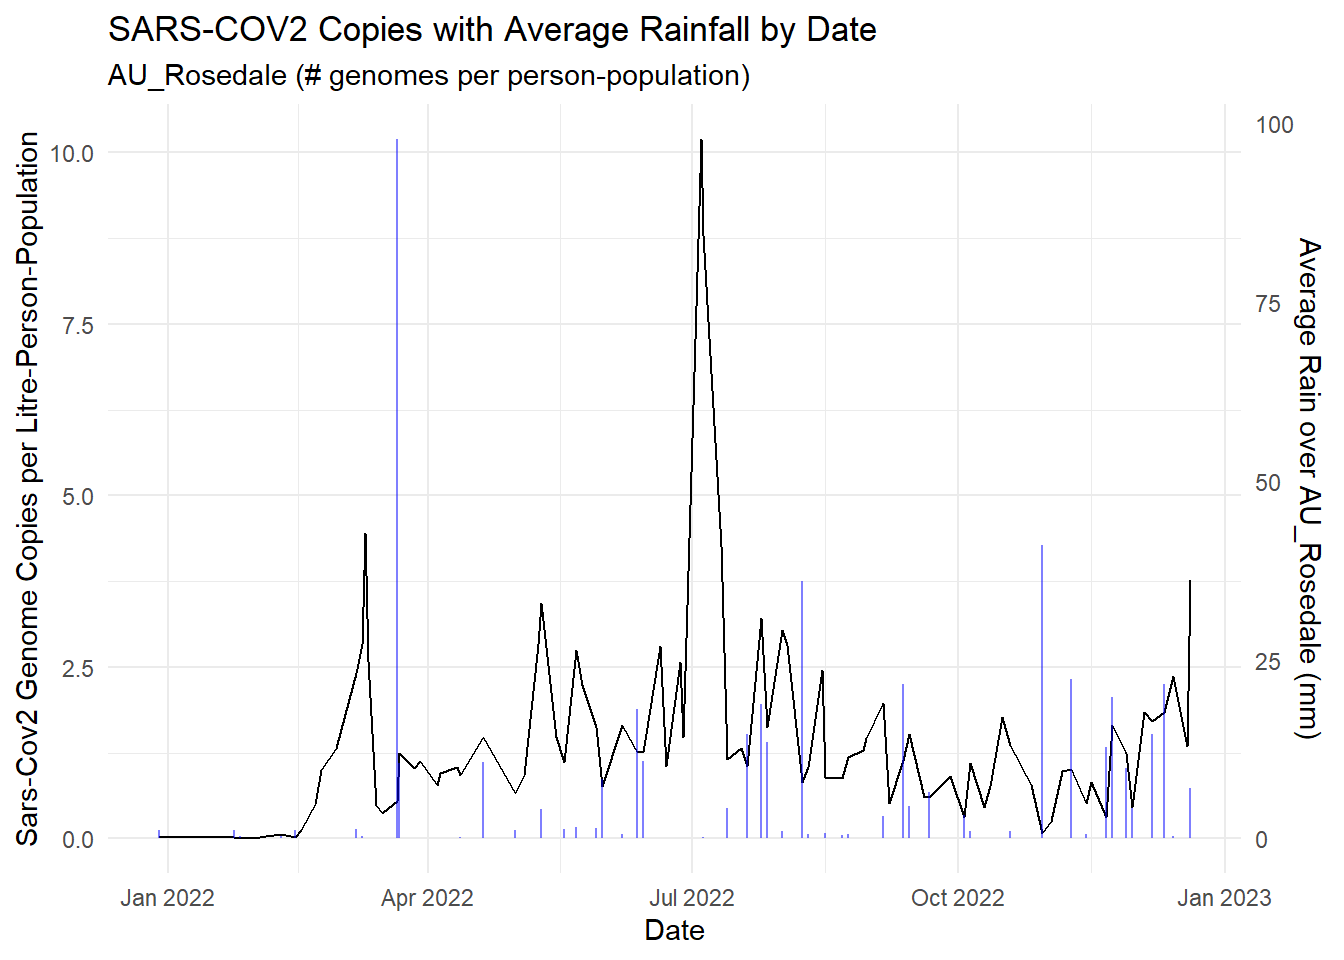 SARS-COV2 Copies with Average Rainfall by Date
AU_Rosedale (# genomes per person-population)
Sars-Cov2 Genome Copies per Litre-Person-Population
10.0
7.5
5.0
2.5
0.0
100
75
50
25
0
Average Rain over AU_Rosedale (mm)
Jan 2022
Apr 2022
Jul 2022
Oct 2022
Jan 2023
Date